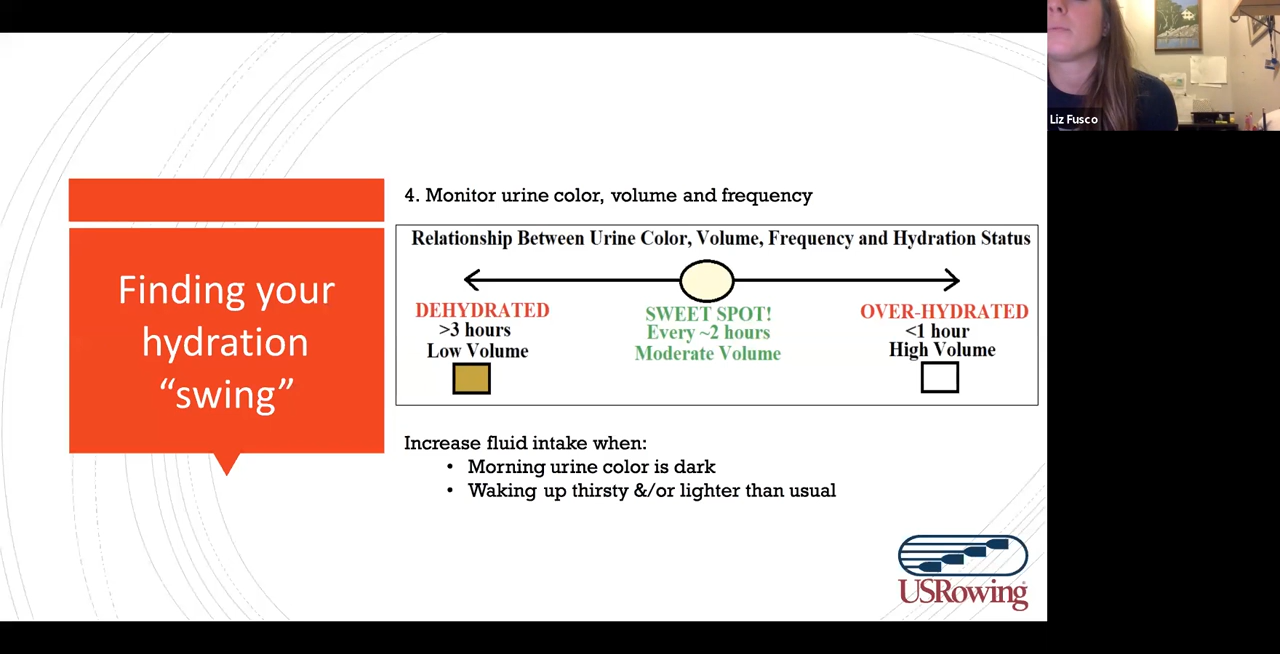 Liz Fusco
Finding your
hydration
“swing”
4. Monitor urine color, volume and frequency
Relationship Between Urine Color, Volume, Frequency and Hydration Status
DEHYDRATED
>3 hours
Low Volume
SWEET SPOT!
Every ~2 hours
Moderate Volume
OVER-HYDRATED
<1 hour
High Volume
Increase fluid intake when:
• Morning urine color is dark
• Waking up thirsty &/or lighter than usual
USRowing®